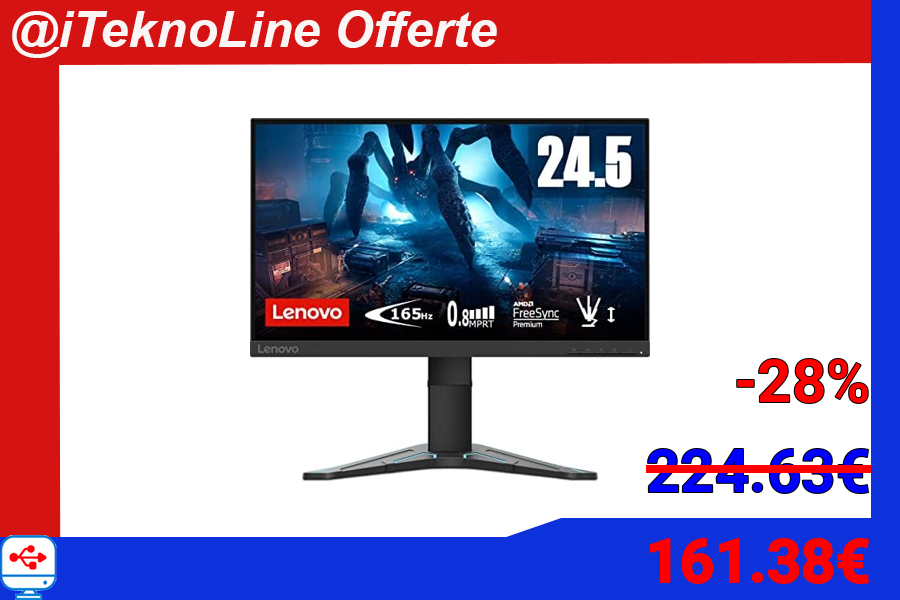 @iTeknoLine Offerte
24.5
Lenovo
165Hz
0.8 MPRT
AMD
FreeSync
Premium
Lenovo
-28%
224.63€
161.38€